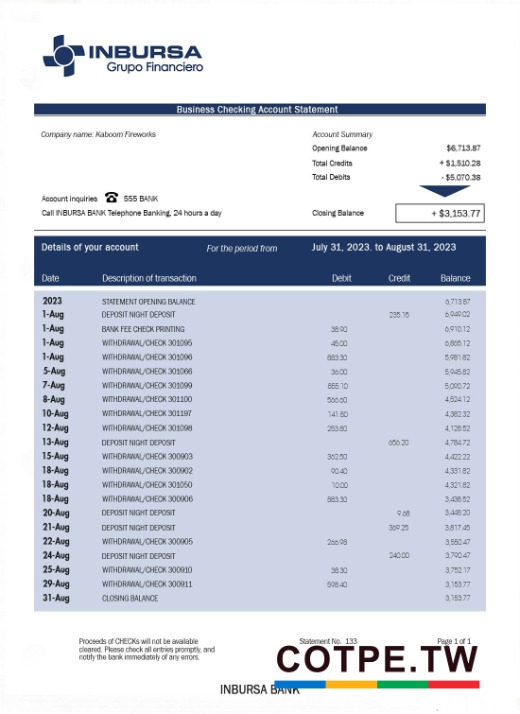 INBURSA
Grupo Financiero
Business Checking Account Statement
Company name: Kaboom Fireworks
Account Summary
Opening Balance $6,713.87
Total Credits + $1,510.28
Total Debits - $5,070.38
Account inquiries ☎ 555 BANK
Call INBURSA BANK Telephone Banking, 24 hours a day
Closing Balance + $3,153.77
Details of your account For the period from July 31, 2023. to August 31, 2023
Date Description of transaction Debit Credit Balance
2023 STATEMENT OPENING BALANCE 6,713.87
1-Aug DEPOSIT NIGHT DEPOSIT 235.15 6,949.02
1-Aug BANK FEE CHECK PRINTING 38.90 6,910.12
1-Aug WITHDRAWAL/CHECK 301095 45.00 6,865.12
1-Aug WITHDRAWAL/CHECK 301096 883.30 5,981.82
5-Aug WITHDRAWAL/CHECK 301066 36.00 5,945.82
7-Aug WITHDRAWAL/CHECK 301099 855.10 5,090.72
8-Aug WITHDRAWAL/CHECK 301100 566.60 4,524.12
10-Aug WITHDRAWAL/CHECK 301197 141.80 4,382.32
12-Aug WITHDRAWAL/CHECK 301098 253.80 4,128.52
13-Aug DEPOSIT NIGHT DEPOSIT 656.20 4,784.72
15-Aug WITHDRAWAL/CHECK 300903 362.50 4,422.22
18-Aug WITHDRAWAL/CHECK 300902 90.40 4,331.82
18-Aug WITHDRAWAL/CHECK 301050 10.00 4,321.82
18-Aug WITHDRAWAL/CHECK 300906 883.30 3,438.52
20-Aug DEPOSIT NIGHT DEPOSIT 9.68 3,448.20
21-Aug DEPOSIT NIGHT DEPOSIT 369.25 3,817.45
22-Aug WITHDRAWAL/CHECK 300905 266.98 3,550.47
24-Aug DEPOSIT NIGHT DEPOSIT 240.00 3,790.47
25-Aug WITHDRAWAL/CHECK 300910 38.30 3,752.17
29-Aug WITHDRAWAL/CHECK 300911 598.40 3,153.77
31-Aug CLOSING BALANCE 3,153.77
Proceeds of CHECKs will not be available
cleared. Please check all entries promptly, and
notify the bank immediately of any errors.
Statement No. 133 Page 1 of 1
COTPE.TW
INBURSA BANK